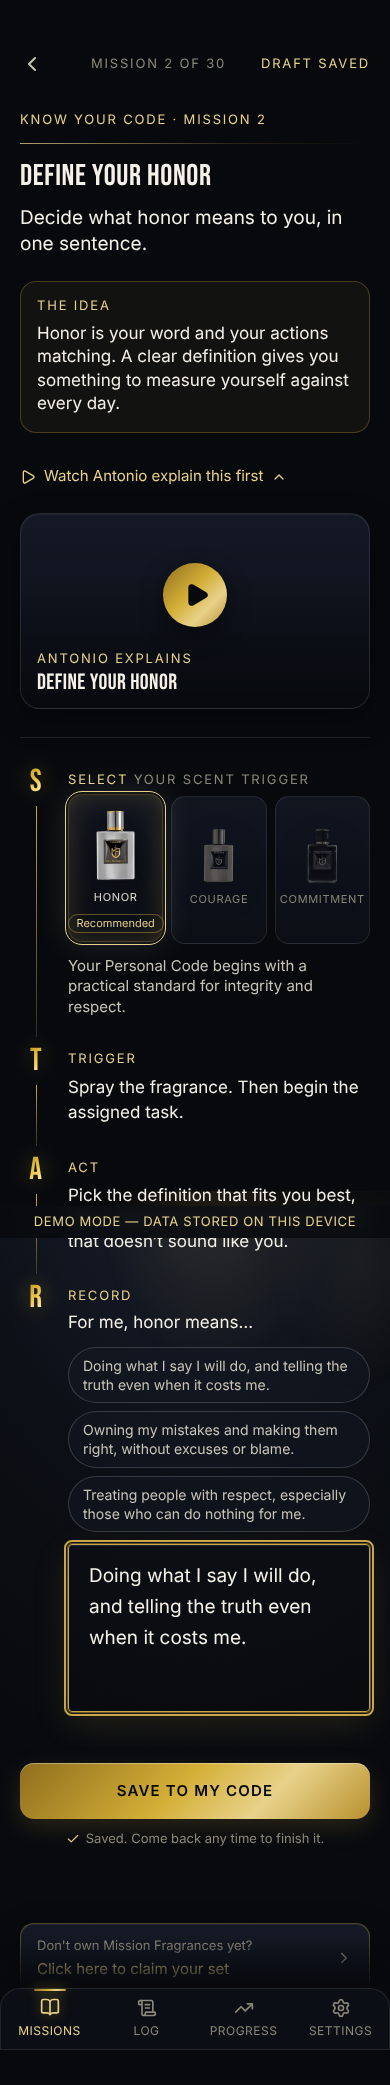 MISSION 2 OF 30 DRAFT SAVED
KNOW YOUR CODE · MISSION 2
DEFINE YOUR HONOR
Decide what honor means to you, in
one sentence.
THE IDEA
Honor is your word and your actions
matching. A clear definition gives you
something to measure yourself against
every day.
Watch Antonio explain this first
ANTONIO EXPLAINS
DEFINE YOUR HONOR
S SELECT YOUR SCENT TRIGGER
HONOR COURAGE COMMITMENT
Recommended
Your Personal Code begins with a
practical standard for integrity and
respect.
T TRIGGER
Spray the fragrance. Then begin the
assigned task.
A ACT
Pick the definition that fits you best,
DEMO MODE — DATA STORED ON THIS DEVICE
that doesn't sound like you.
R RECORD
For me, honor means...
Doing what I say I will do, and telling the
truth even when it costs me.
Owning my mistakes and making them
right, without excuses or blame.
Treating people with respect, especially
those who can do nothing for me.
Doing what I say I will do,
and telling the truth even
when it costs me.
SAVE TO MY CODE
Saved. Come back any time to finish it.
Don't own Mission Fragrances yet?
Click here to claim your set
MISSIONS LOG PROGRESS SETTINGS